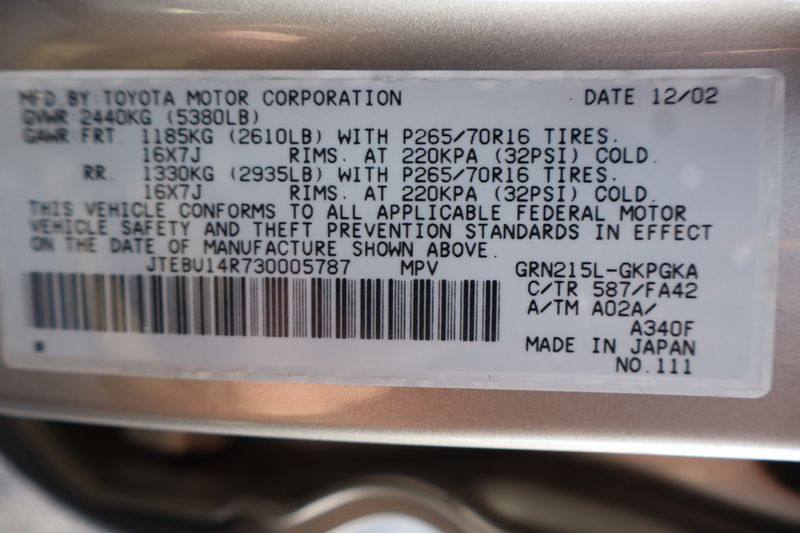 MFD BY TOYOTA MOTOR CORPORATION DATE 12/02
GVWR 2440KG (5380LB)
GAWR FRT. 1185KG (2610LB) WITH P265/70R16 TIRES.
16X7J RIMS. AT 220KPA (32PSI) COLD.
RR. 1330KG (2935LB) WITH P265/70R16 TIRES.
16X7J RIMS. AT 220KPA (32PSI) COLD.
THIS VEHICLE CONFORMS TO ALL APPLICABLE FEDERAL MOTOR
VEHICLE SAFETY AND THEFT PREVENTION STANDARDS IN EFFECT
ON THE DATE OF MANUFACTURE SHOWN ABOVE.
JTEBU14R730005787 MPV GRN215L-GKPGKA
C/TR 587/FA42
A/TM A02A/
A340F
MADE IN JAPAN
NO.111